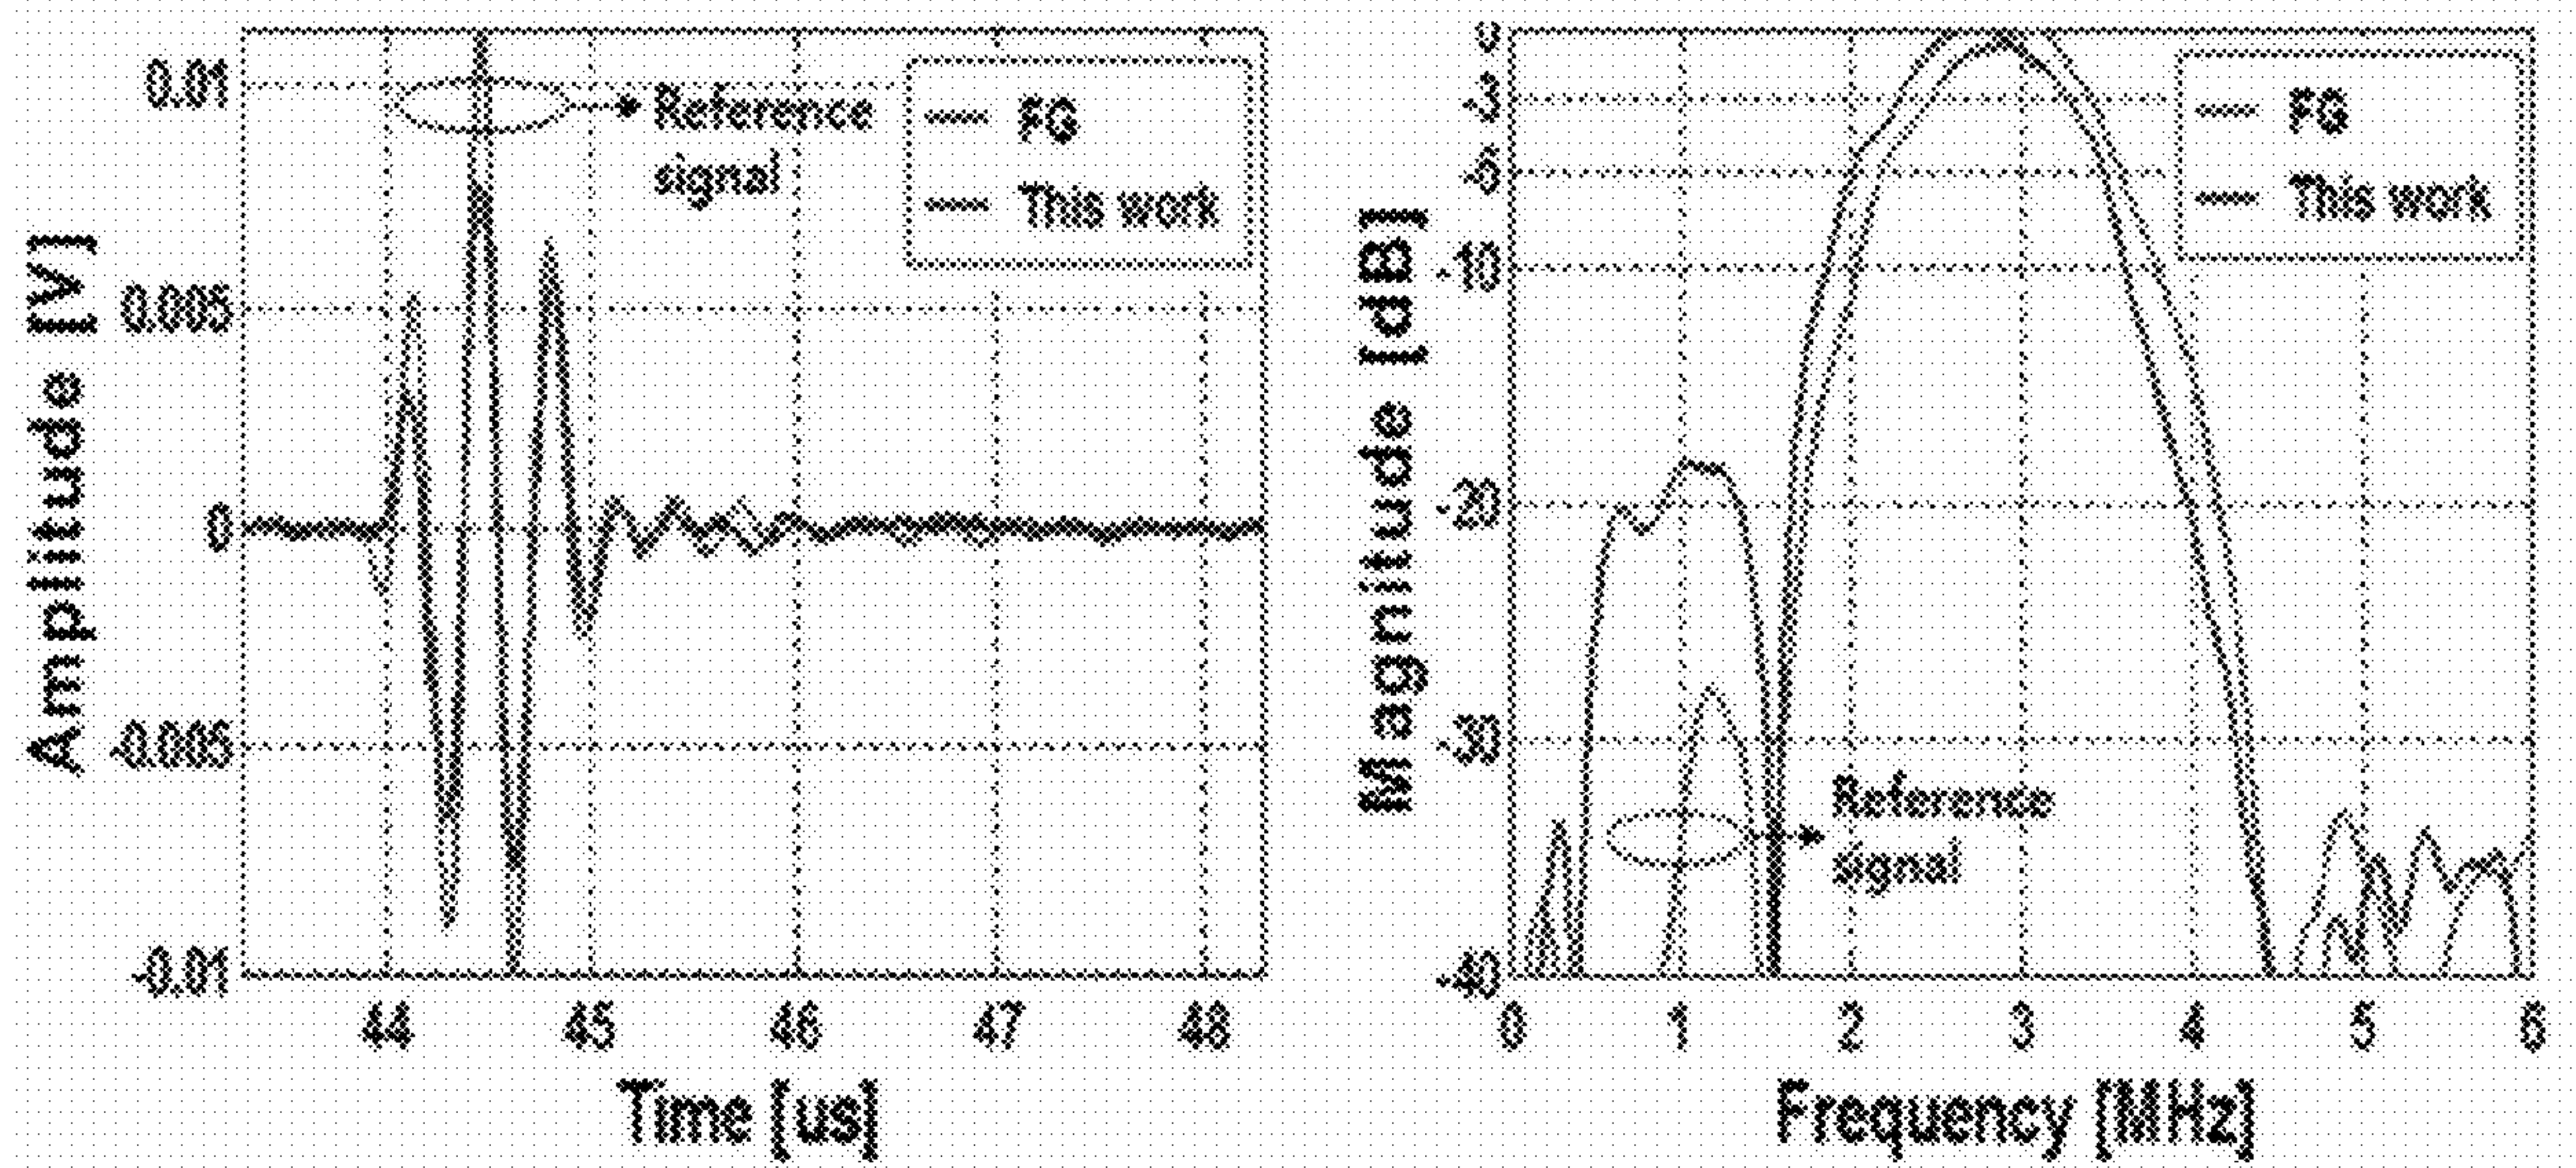 Amplitude [V]
0.01
0.005
0
-0.005
-0.01
44 45 46 47 48
Time [us]
Reference
signal
FG
This work
Magnitude [dB]
0
-3
-6
-10
-20
-30
-40
0 1 2 3 4 5 6
Frequency [MHz]
FG
This work
Reference
signal